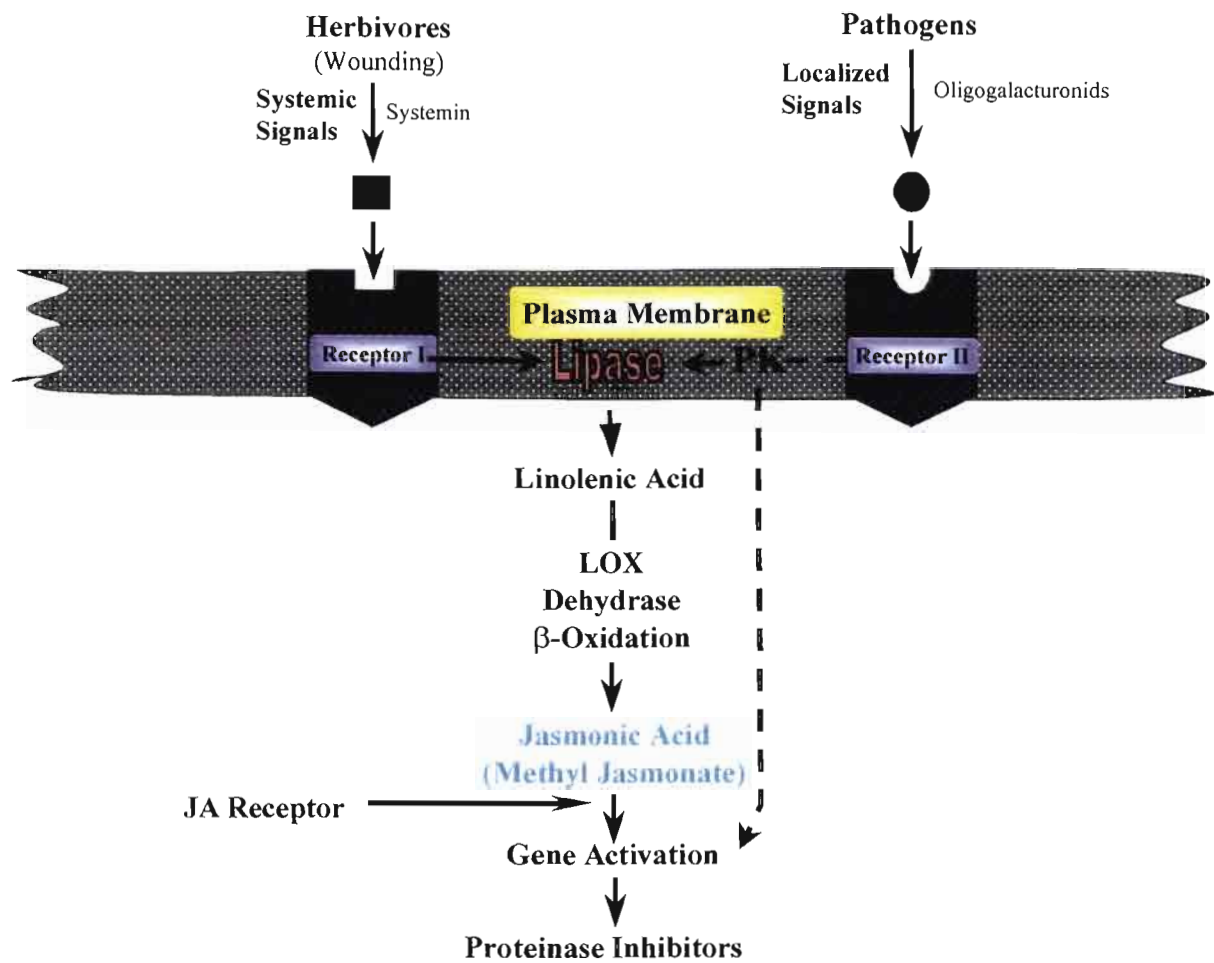 Herbivores
(Wounding)
Systemic
Signals
Systemin
Pathogens
Localized
Signals
Oligogalacturonids
Plasma Membrane
Receptor I
Lipase
PK
Receptor II
Linolenic Acid
LOX
Dehydrase
β-Oxidation
Jasmonic Acid
(Methyl Jasmonate)
JA Receptor
Gene Activation
Proteinase Inhibitors